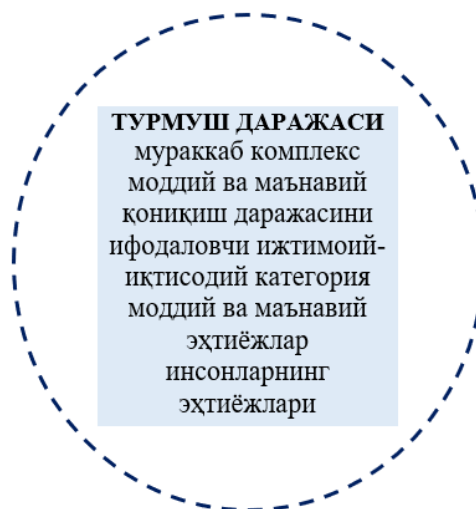 ТУРМУШ ДАРАЖАСИ
мураккаб комплекс
моддий ва маънавий
қониқиш даражасини
ифодаловчи ижтимоий-
иқтисодий категория
моддий ва маънавий
эҳтиёжлар
инсонларнинг
эҳтиёжлари